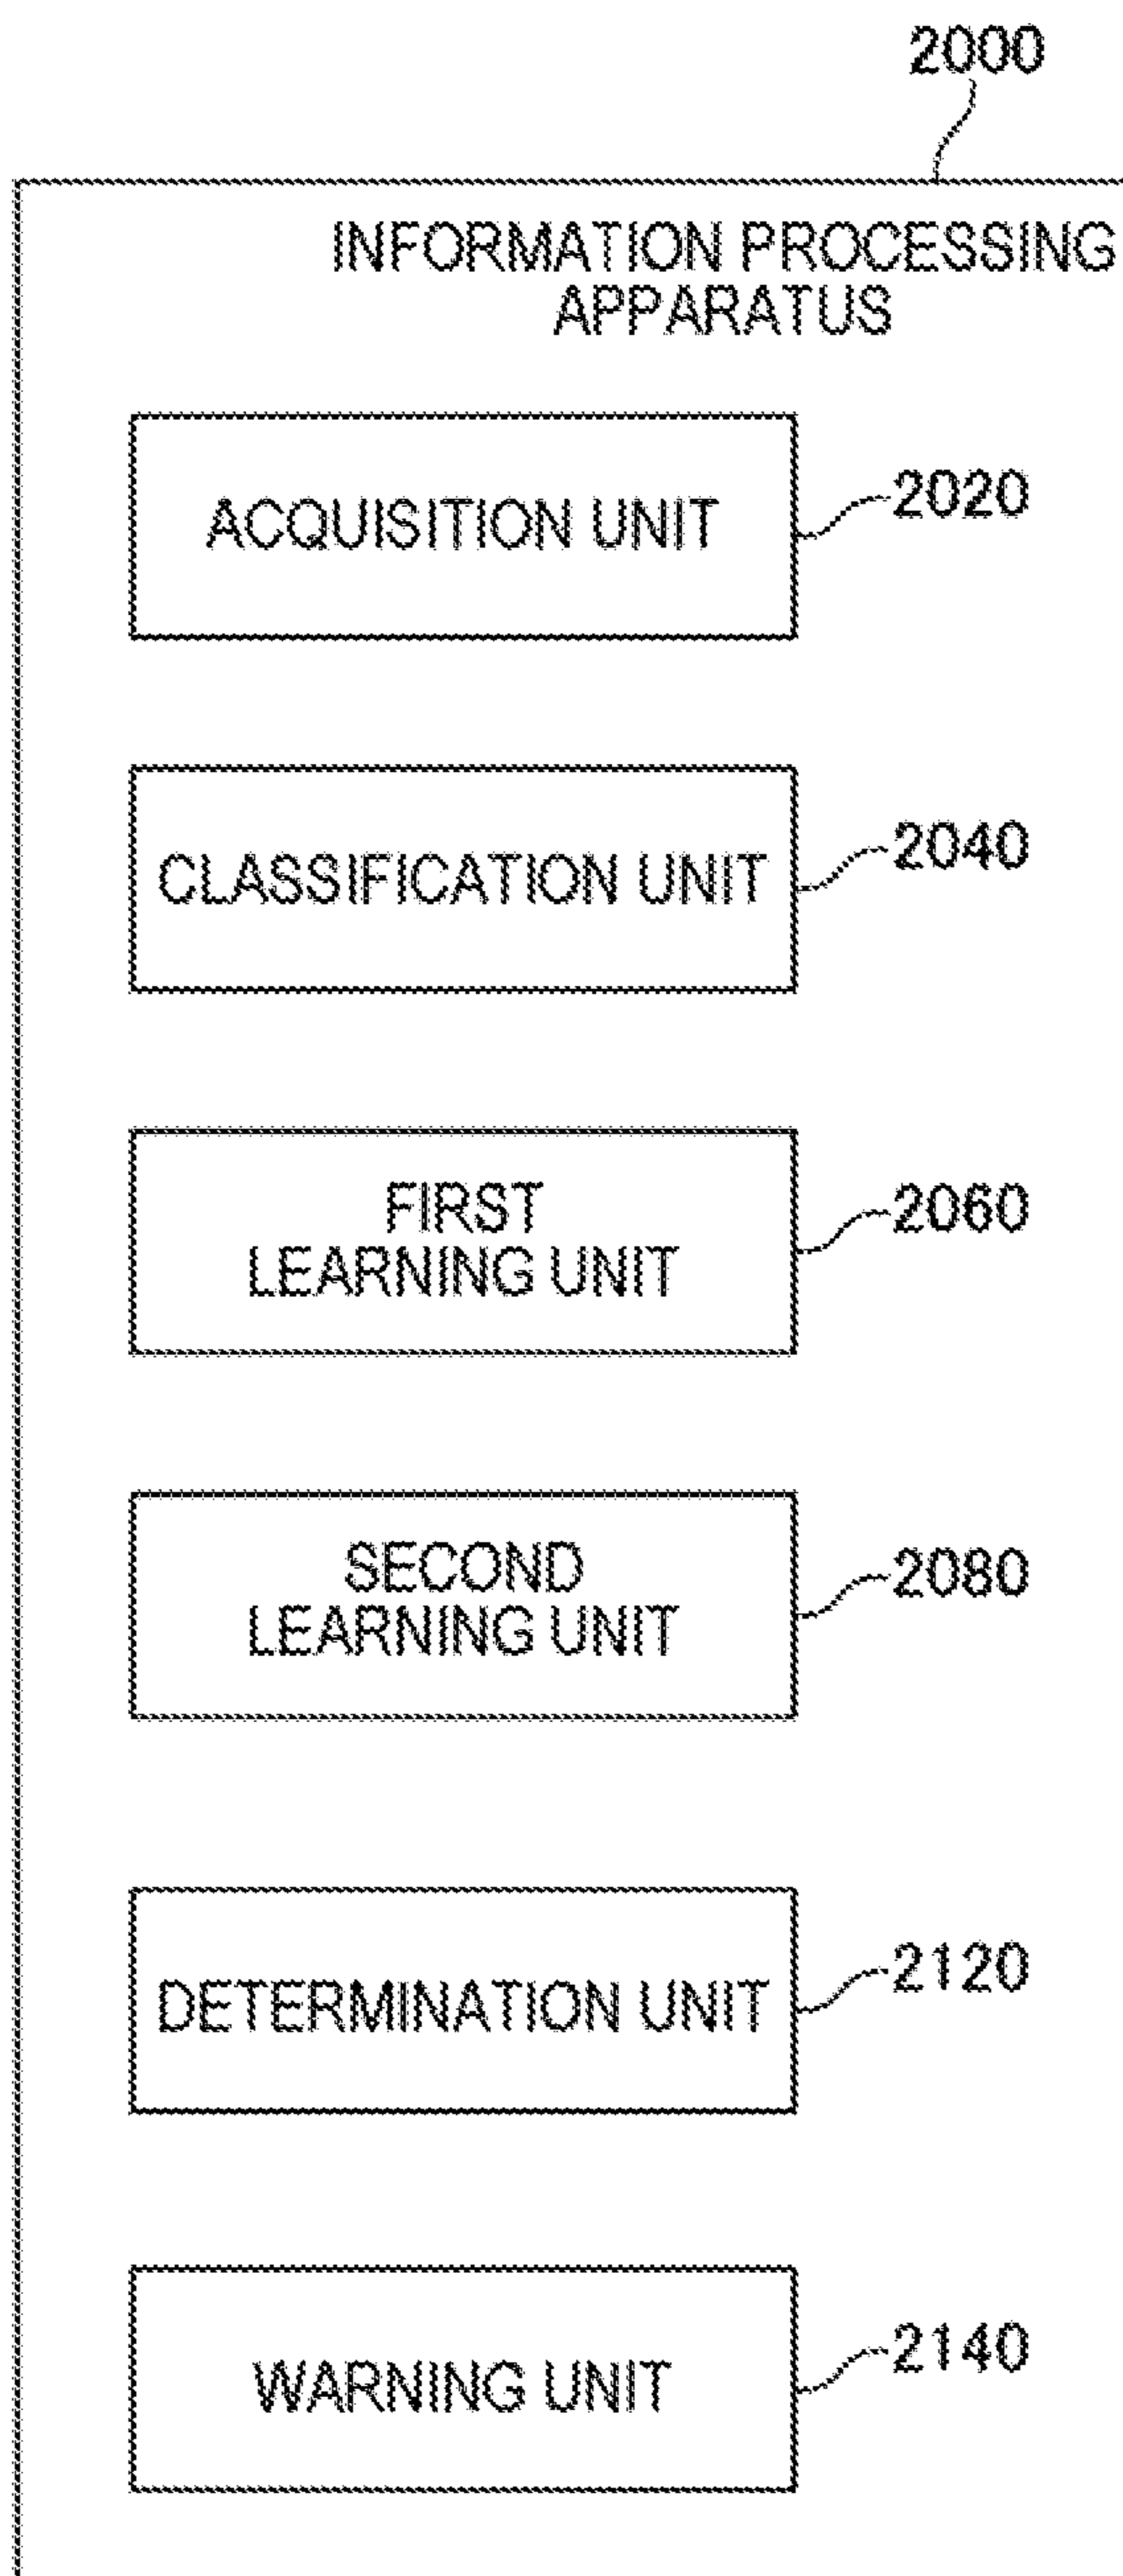 2000
INFORMATION PROCESSING
APPARATUS
ACQUISITION UNIT
2020
CLASSIFICATION UNIT
2040
FIRST
LEARNING UNIT
2060
SECOND
LEARNING UNIT
2080
DETERMINATION UNIT
2120
WARNING UNIT
2140